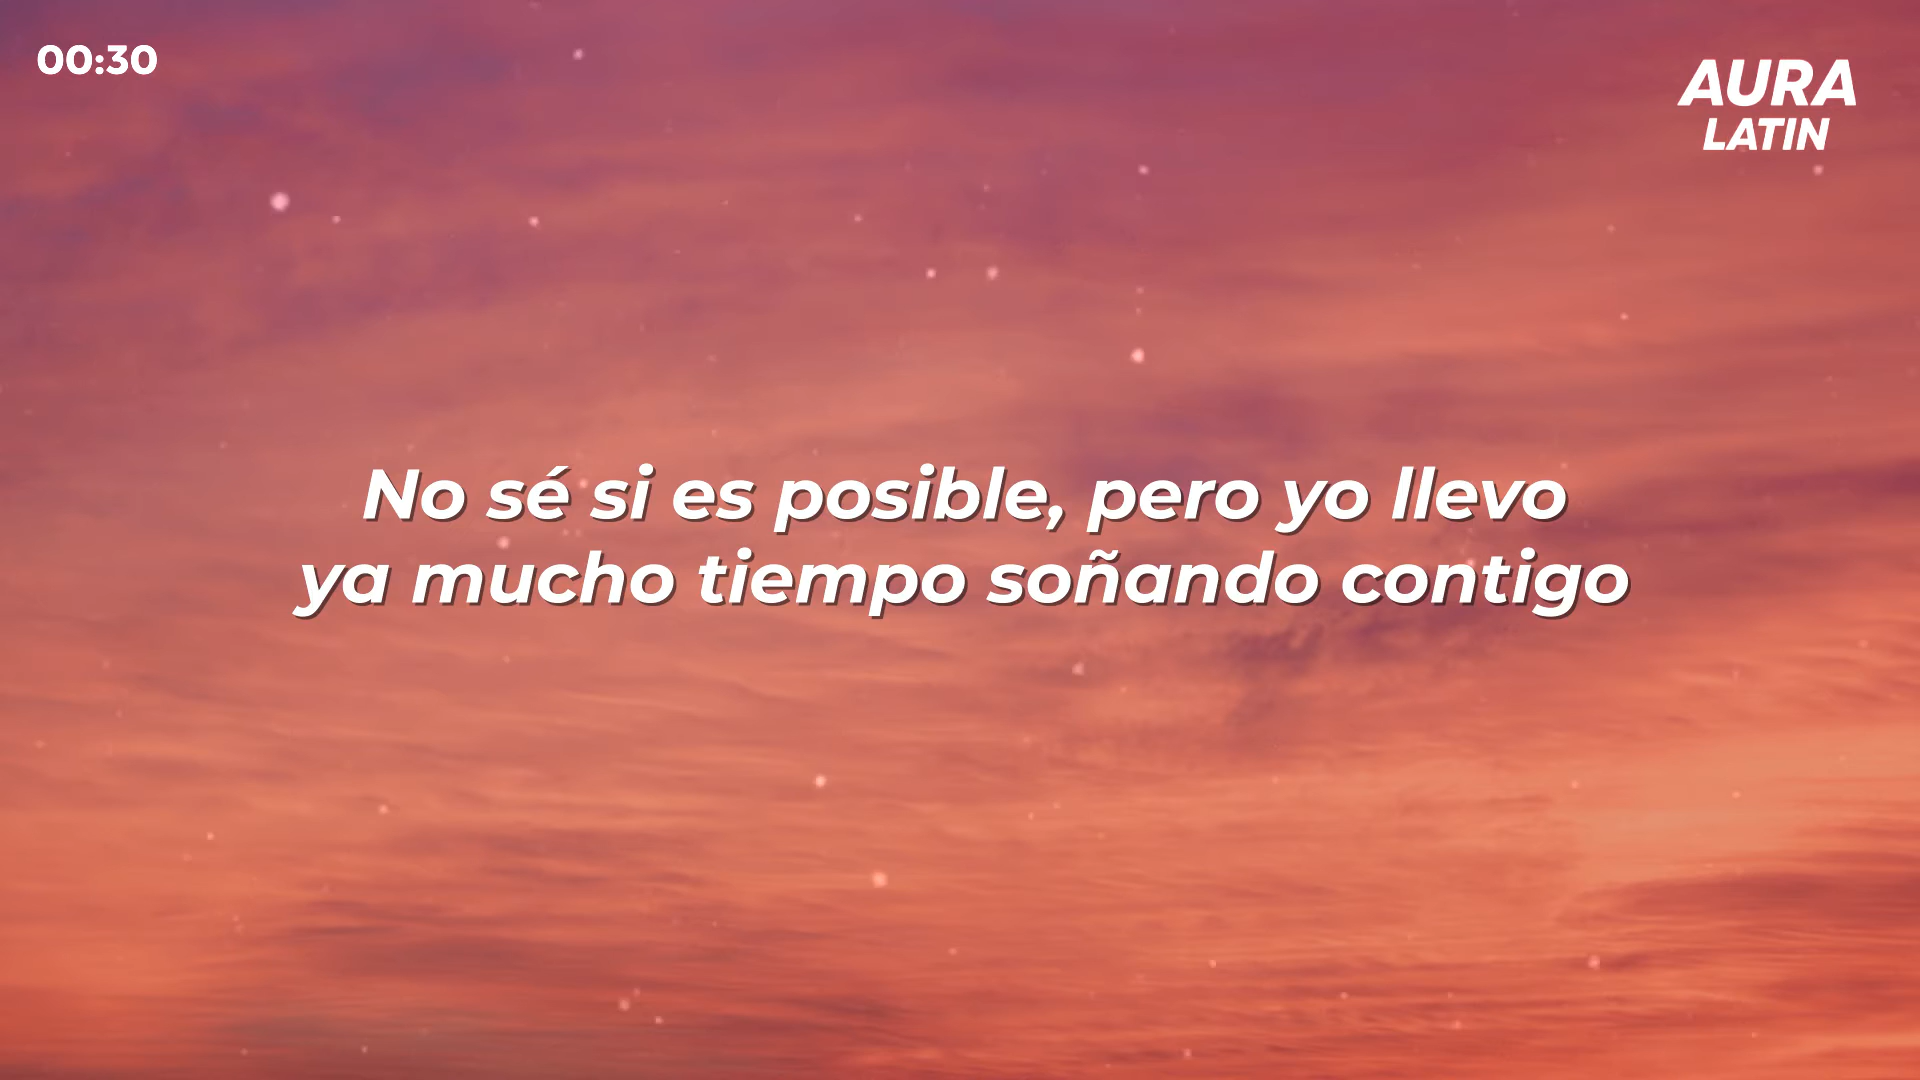 00:30
AURA
LATIN
No sé si es posible, pero yo llevo
ya mucho tiempo soñando contigo